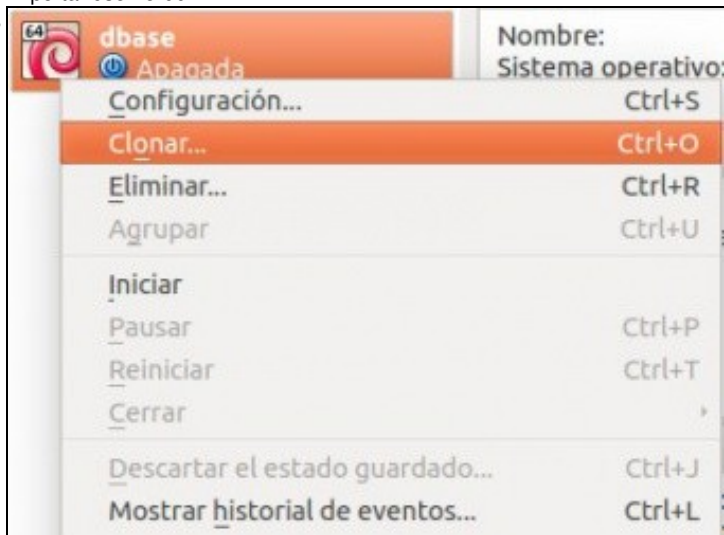 64
dbase
Apagada
Nombre:
Sistema operativo:
Configuración... Ctrl+S
Clonar... Ctrl+O
Eliminar... Ctrl+R
Agrupar Ctrl+U
Iniciar
Pausar Ctrl+P
Reiniciar Ctrl+T
Cerrar
Descartar el estado guardado... Ctrl+J
Mostrar historial de eventos... Ctrl+L